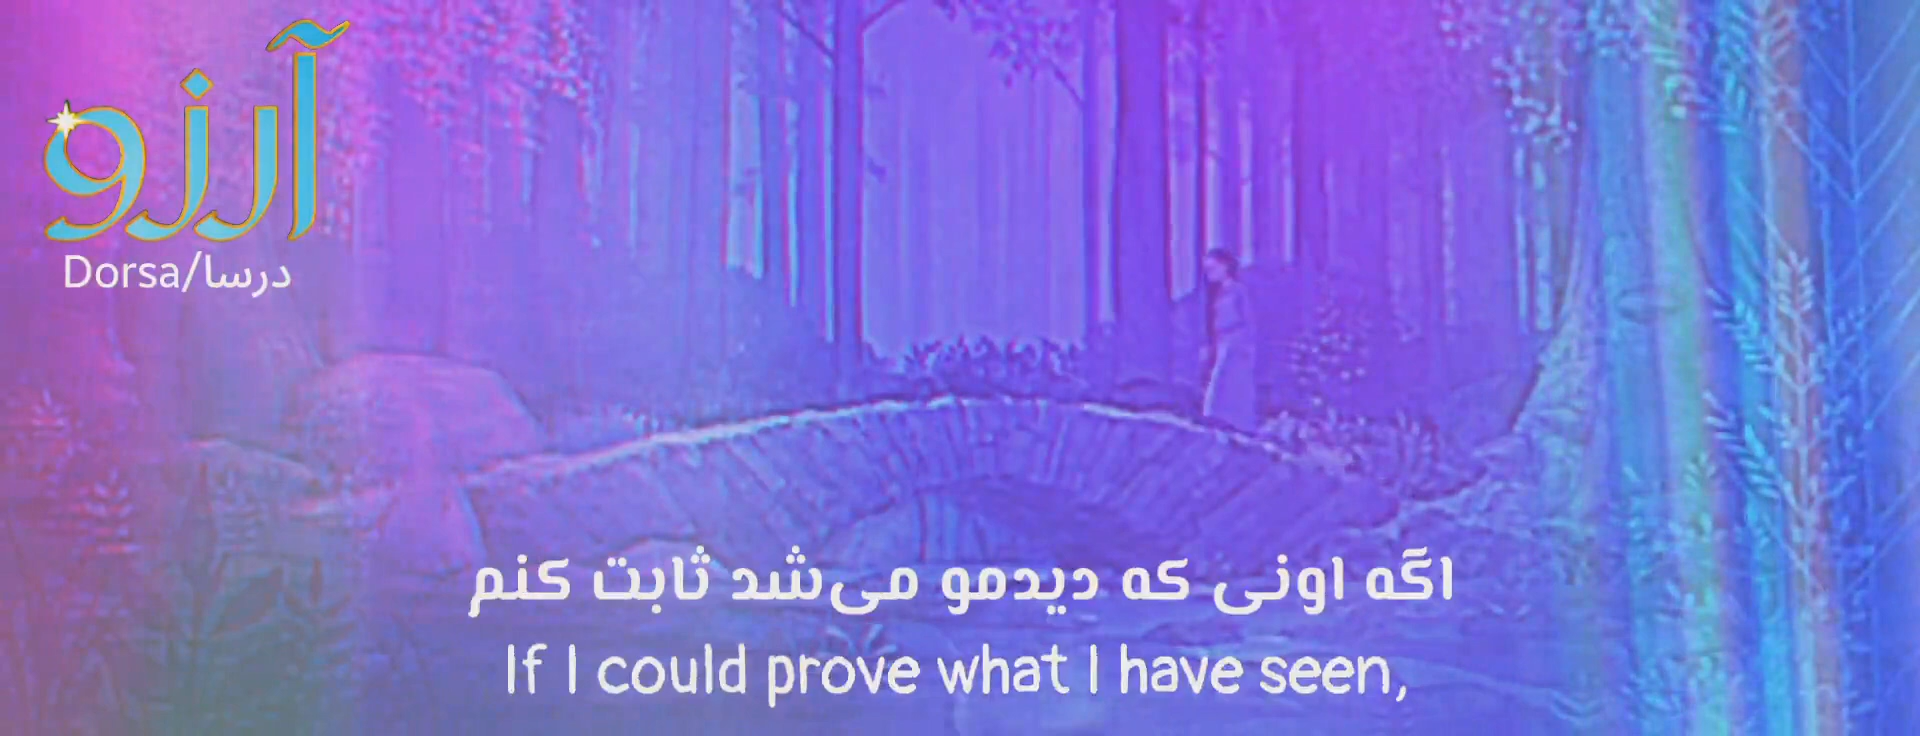 آرزو
Dorsa/درسا
اگه اونی که دیدمو می‌شد ثابت کنم
If I could prove what I have seen,